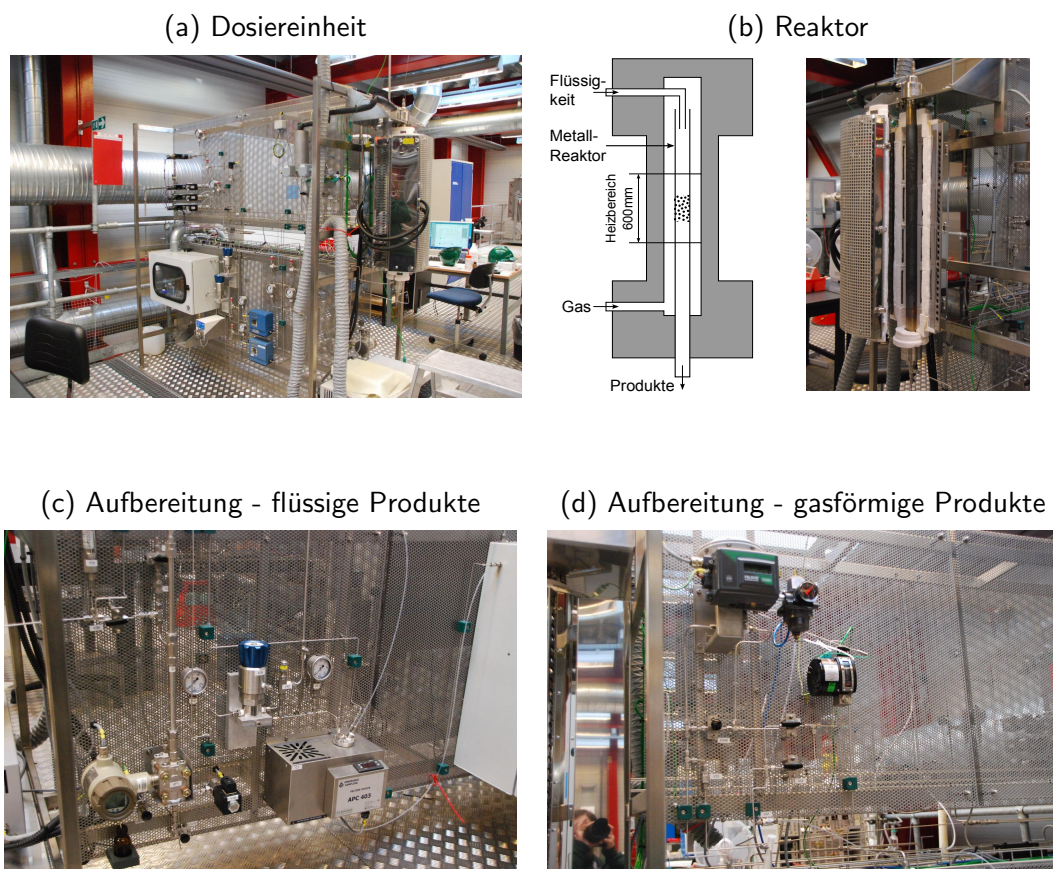 (a) Dosiereinheit
(b) Reaktor
Flüssig-
keit
Metall-
Reaktor
Heizbereich
600mm
Gas
Produkte
(c) Aufbereitung - flüssige Produkte
(d) Aufbereitung - gasförmige Produkte
APC 403